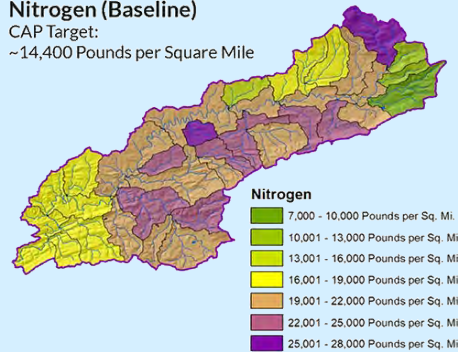 Nitrogen (Baseline)
CAP Target:
~14,400 Pounds per Square Mile
Nitrogen
7,000 - 10,000 Pounds per Sq. Mi.
10,001 - 13,000 Pounds per Sq. M
13,001 - 16,000 Pounds per Sq. Mi
16,001 - 19,000 Pounds per Sq. Mi
19,001 - 22,000 Pounds per Sq. Mi
22,001 - 25,000 Pounds per Sq. Mi
25,001 - 28,000 Pounds per Sq. Mi